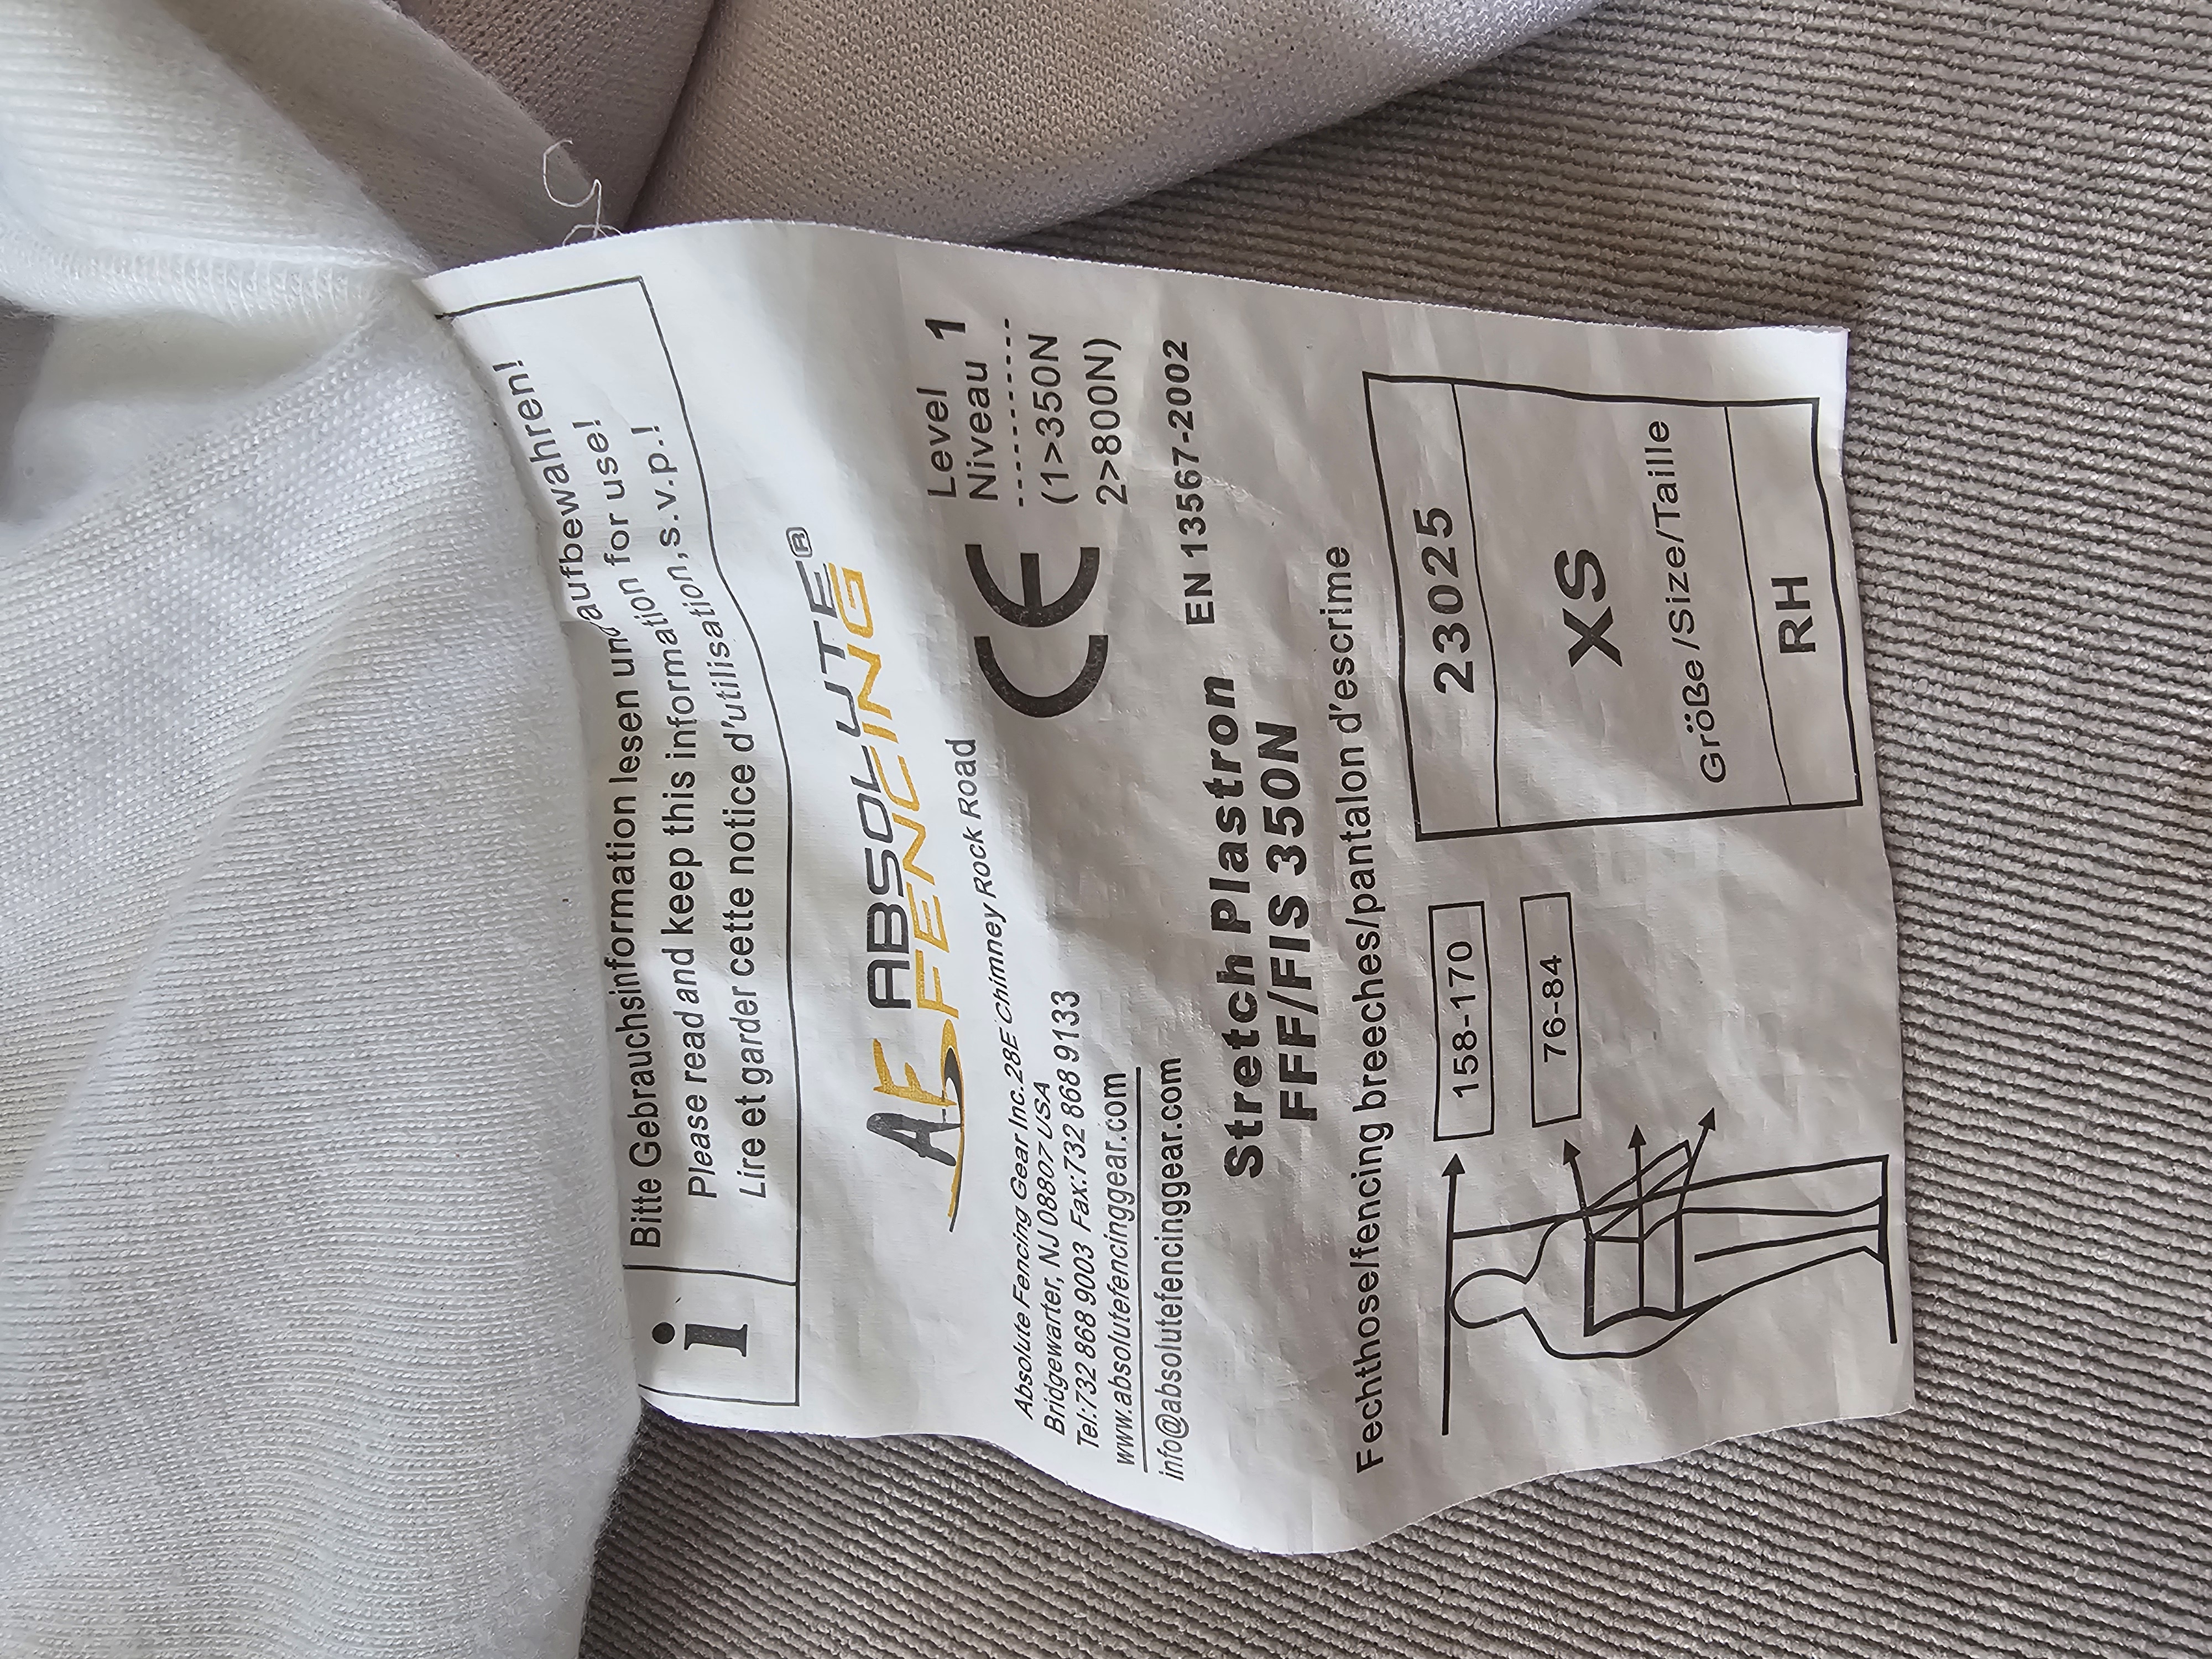 i
Bitte Gebrauchsinformation lesen und aufbewahren!
Please read and keep this information for use!
Lire et garder cette notice d'utilisation,s.v.p.!
AF ABSOLUTE®
FENCING
Absolute Fencing Gear Inc.28E Chimney Rock Road
Bridgewarter, NJ 08807 USA
Tel:732 868 9003 Fax:732 868 9133
www.absolutefencinggear.com
info@absolutefencinggear.com
CE
Level 1
Niveau 1
-----------
(1>350N
2>800N)
EN 13567-2002
Stretch Plastron
FFF/FIS 350N
Fechthoselfencing breeches/pantalon d'escrime
158-170
76-84
23025
XS
Größe/Size/Taille
RH